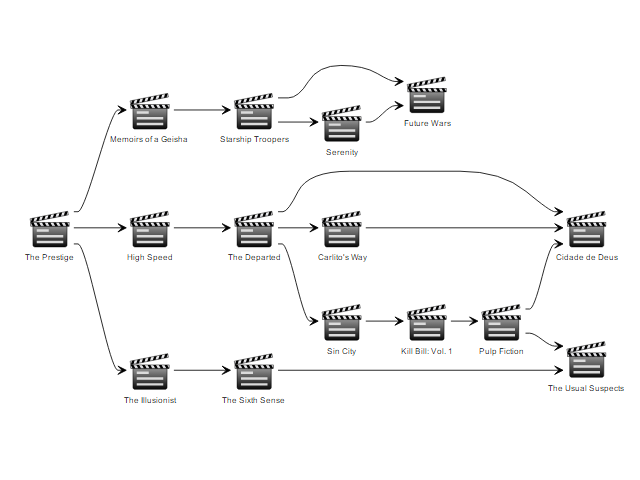 Memoirs of a Geisha
Starship Troopers
Serenity
Future Wars
The Prestige
High Speed
The Departed
Carlito's Way
Cidade de Deus
Sin City
Kill Bill: Vol. 1
Pulp Fiction
The Illusionist
The Sixth Sense
The Usual Suspects